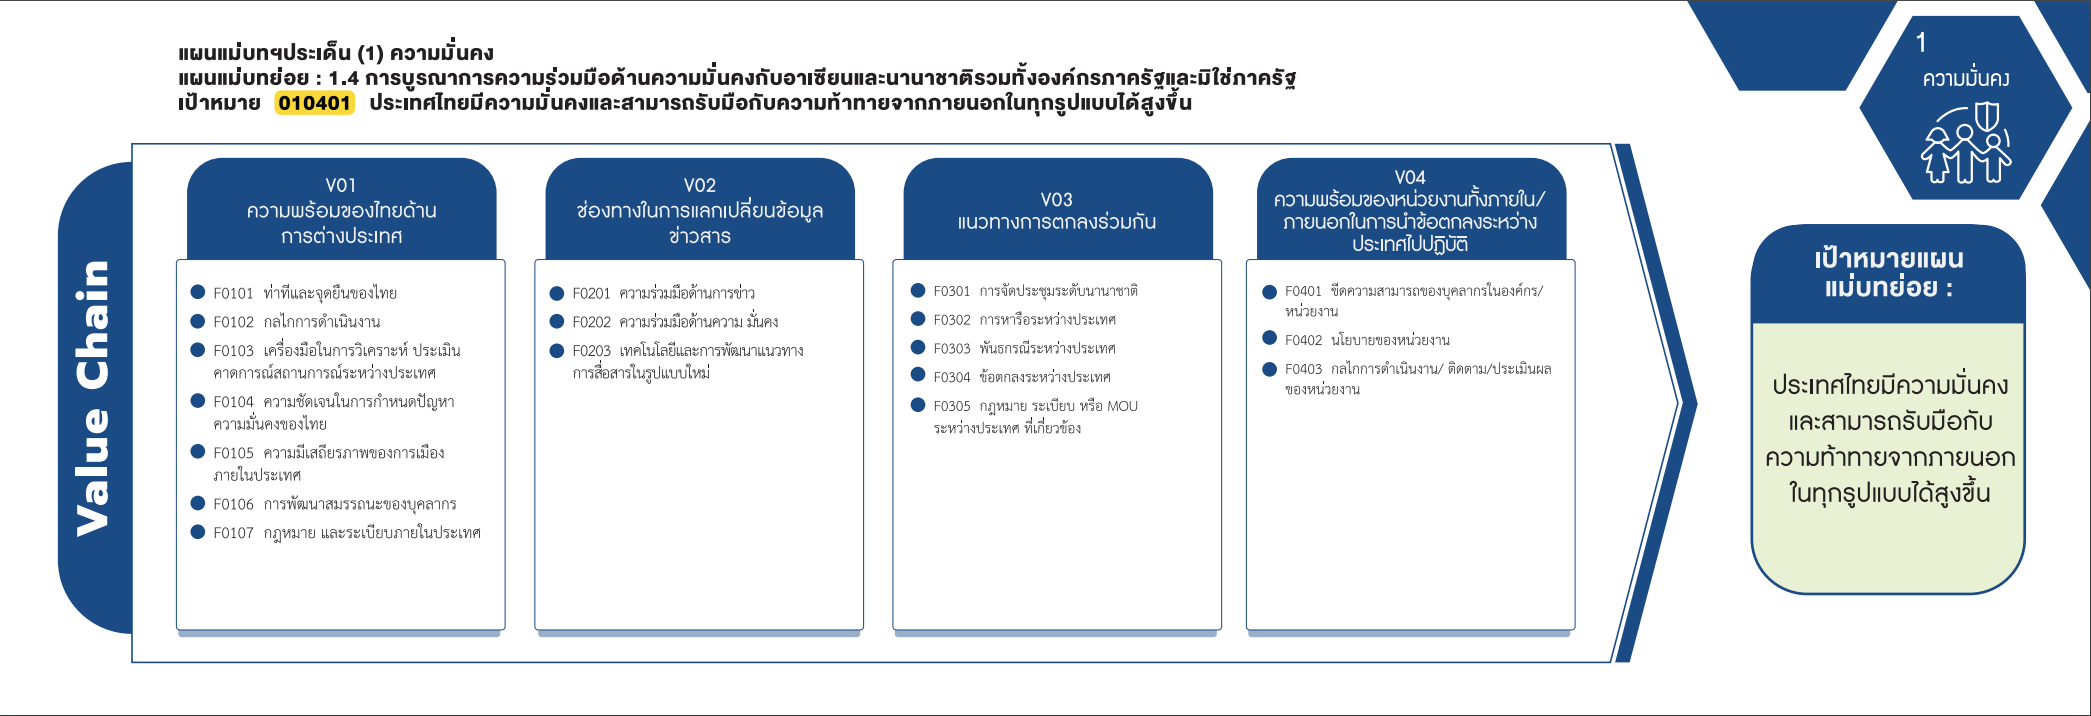 แผนแม่บทฯประเด็น (1) ความมั่นคง
แผนแม่บทย่อย : 1.4 การบูรณาการความร่วมมือด้านความมั่นคงกับอาเซียนและนานาชาติรวมทั้งองค์กรภาครัฐและมิใช่ภาครัฐ
เป้าหมาย 010401 ประเทศไทยมีความมั่นคงและสามารถรับมือกับความท้าทายจากภายนอกในทุกรูปแบบได้สูงขึ้น
1
ความมั่นคง
Value Chain
V01
ความพร้อมของไทยด้าน
การต่างประเทศ
F0101 ท่าทีและจุดยืนของไทย
F0102 กลไกการดำเนินงาน
F0103 เครื่องมือในการวิเคราะห์ ประเมิน
คาดการณ์สถานการณ์ระหว่างประเทศ
F0104 ความชัดเจนในการกำหนดปัญหา
ความมั่นคงของไทย
F0105 ความมีเสถียรภาพของการเมือง
ภายในประเทศ
F0106 การพัฒนาสมรรถนะของบุคลากร
F0107 กฎหมาย และระเบียบภายในประเทศ
V02
ช่องทางในการแลกเปลี่ยนข้อมูล
ข่าวสาร
F0201 ความร่วมมือด้านการข่าว
F0202 ความร่วมมือด้านความ มั่นคง
F0203 เทคโนโลยีและการพัฒนาแนวทาง
การสื่อสารในรูปแบบใหม่
V03
แนวทางการตกลงร่วมกัน
F0301 การจัดประชุมระดับนานาชาติ
F0302 การหารือระหว่างประเทศ
F0303 พันธกรณีระหว่างประเทศ
F0304 ข้อตกลงระหว่างประเทศ
F0305 กฎหมาย ระเบียบ หรือ MOU
ระหว่างประเทศ ที่เกี่ยวข้อง
V04
ความพร้อมของหน่วยงานทั้งภายใน/
ภายนอกในการนำข้อตกลงระหว่าง
ประเทศไปปฏิบัติ
F0401 ขีดความสามารถของบุคลากรในองค์กร/
หน่วยงาน
F0402 นโยบายของหน่วยงาน
F0403 กลไกการดำเนินงาน/ ติดตาม/ประเมินผล
ของหน่วยงาน
เป้าหมายแผน
แม่บทย่อย :
ประเทศไทยมีความมั่นคง
และสามารถรับมือกับ
ความท้าทายจากภายนอก
ในทุกรูปแบบได้สูงขึ้น